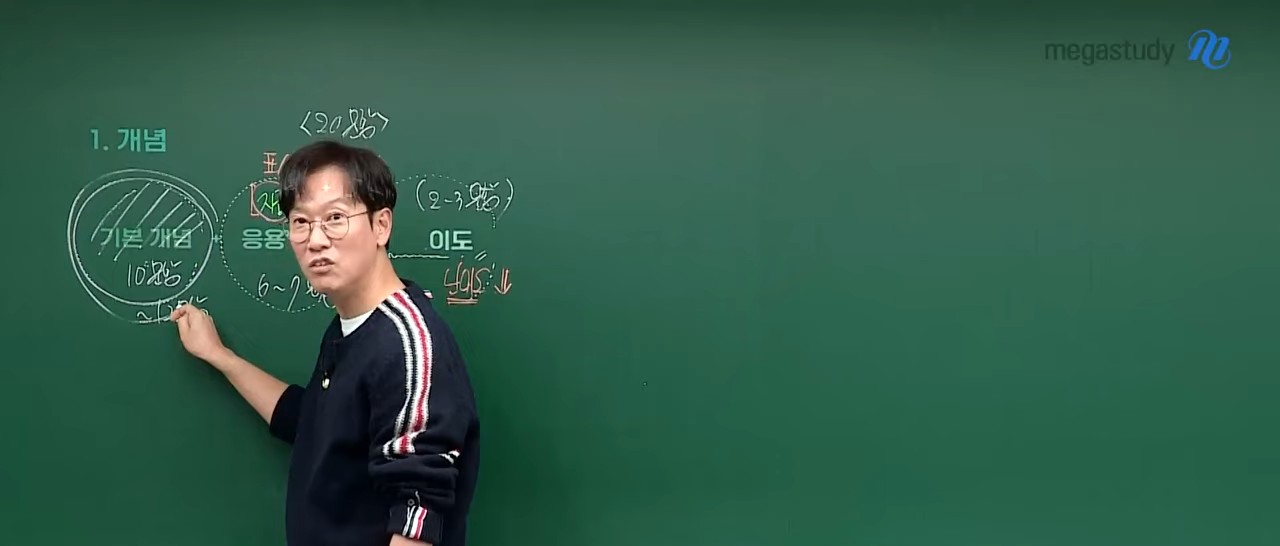 megastudy
<20문항>
1. 개념
표
(2-3문항)
기본 개념
응용
이도
10문항
6~7
난이도↓